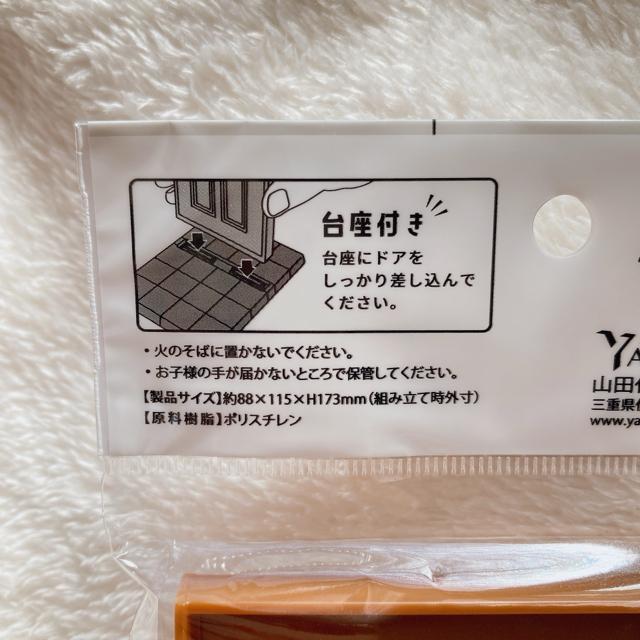 台座付き
台座にドアを
しっかり差し込んで
ください。
・火のそばに置かないでください。
・お子様の手が届かないところで保管してください。
【製品サイズ】約88×115×H173mm(組み立て時外寸)
【原料樹脂】ポリスチレン
YA
山田
三重県
www.ya